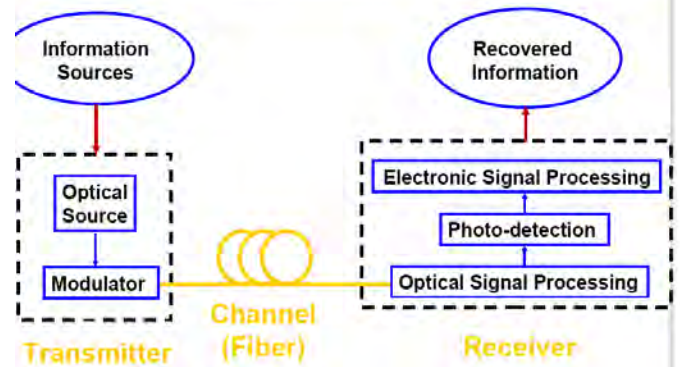 Information
Sources
Recovered
Information
Optical
Source
Modulator
Electronic Signal Processing
Photo-detection
Optical Signal Processing
Channel
(Fiber)
Transmitter
Receiver